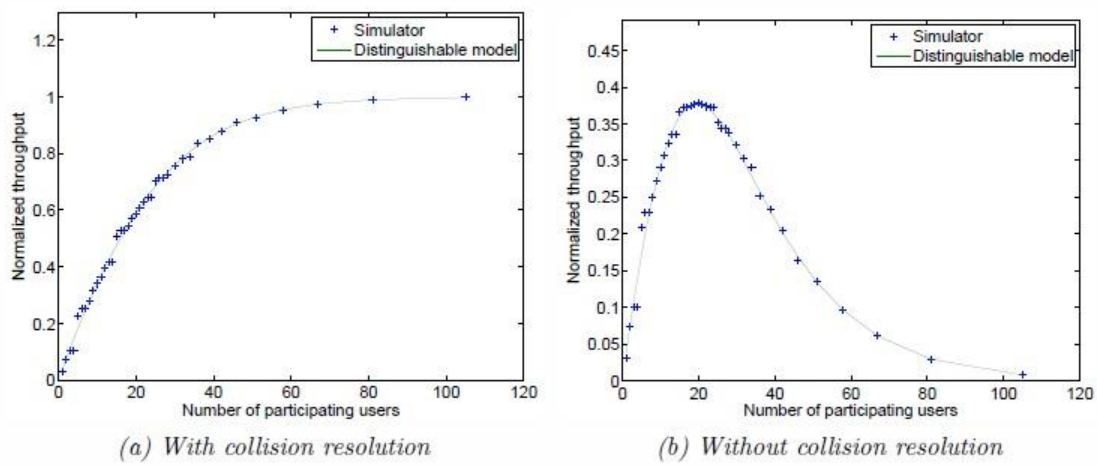 1.2
1
0.8
0.6
0.4
0.2
0
Normalized throughput
Simulator
Distinguishable model
0 20 40 60 80 100 120
Number of participating users
(a) With collision resolution
0.45
0.4
0.35
0.3
0.25
0.2
0.15
0.1
0.05
0
Normalized throughput
Simulator
Distinguishable model
0 20 40 60 80 100 120
Number of participating users
(b) Without collision resolution